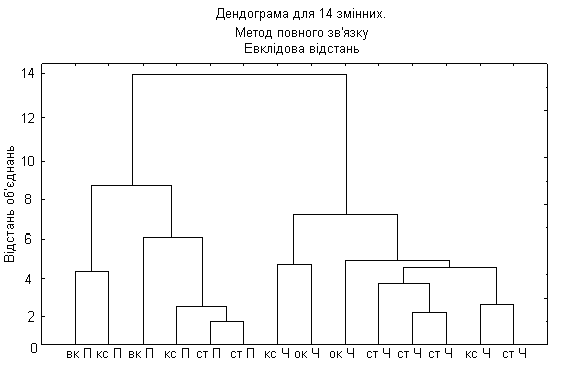 Дендограма для 14 змінних.
Метод повного зв'язку
Евклідова відстань
Відстань об'єднань
14
12
10
8
6
4
2
0
вк П кс П вк П кс П ст П ст П кс Ч ок Ч ок Ч ст Ч ст Ч ст Ч кс Ч ст Ч